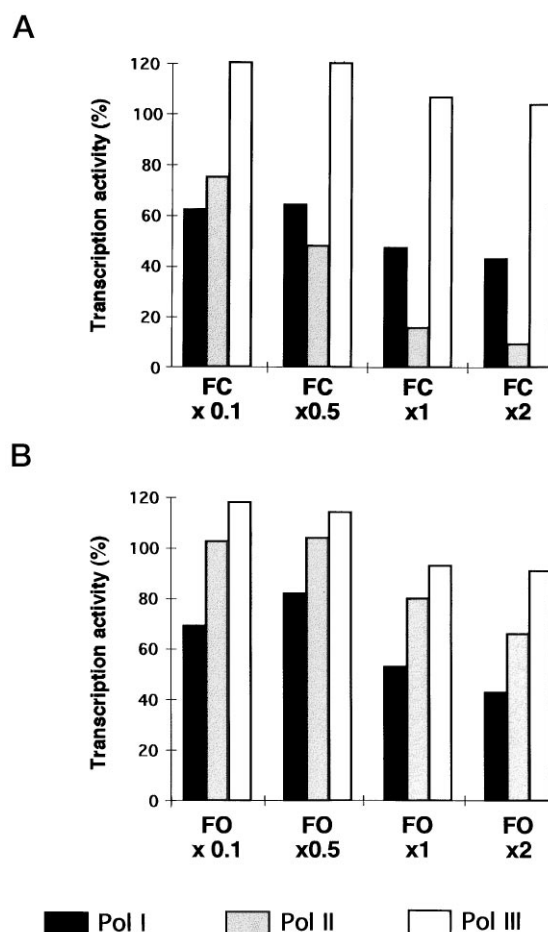 A
Transcription activity (%)
120
100
80
60
40
20
0
FC FC FC FC
x 0.1 x0.5 x1 x2
B
Transcription activity (%)
120
100
80
60
40
20
0
FO FO FO FO
x 0.1 x0.5 x1 x2
Pol I Pol II Pol III